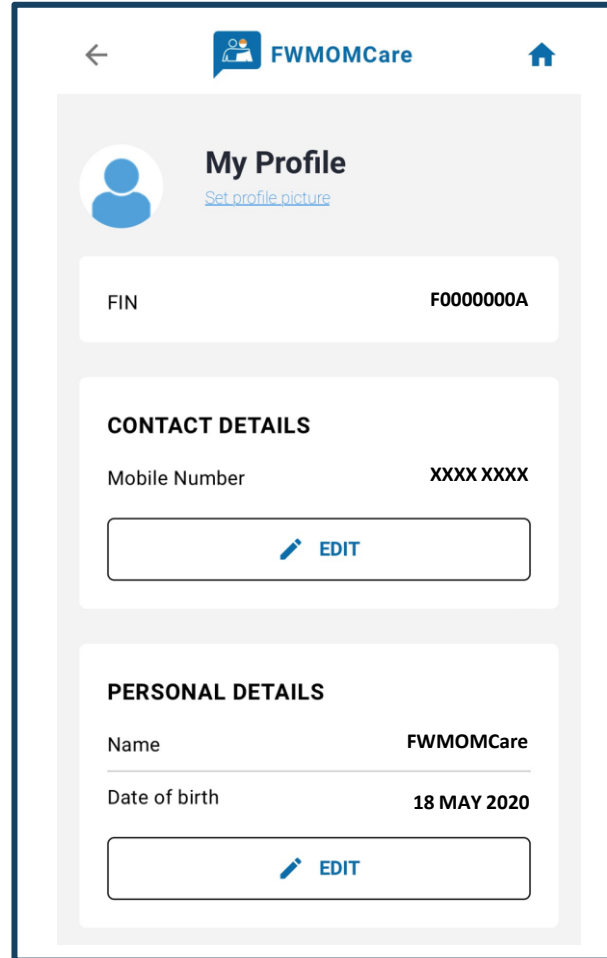 FWMOMCare
My Profile
Set profile picture
FIN F0000000A
CONTACT DETAILS
Mobile Number XXXX XXXX
EDIT
PERSONAL DETAILS
Name FWMOMCare
Date of birth 18 MAY 2020
EDIT